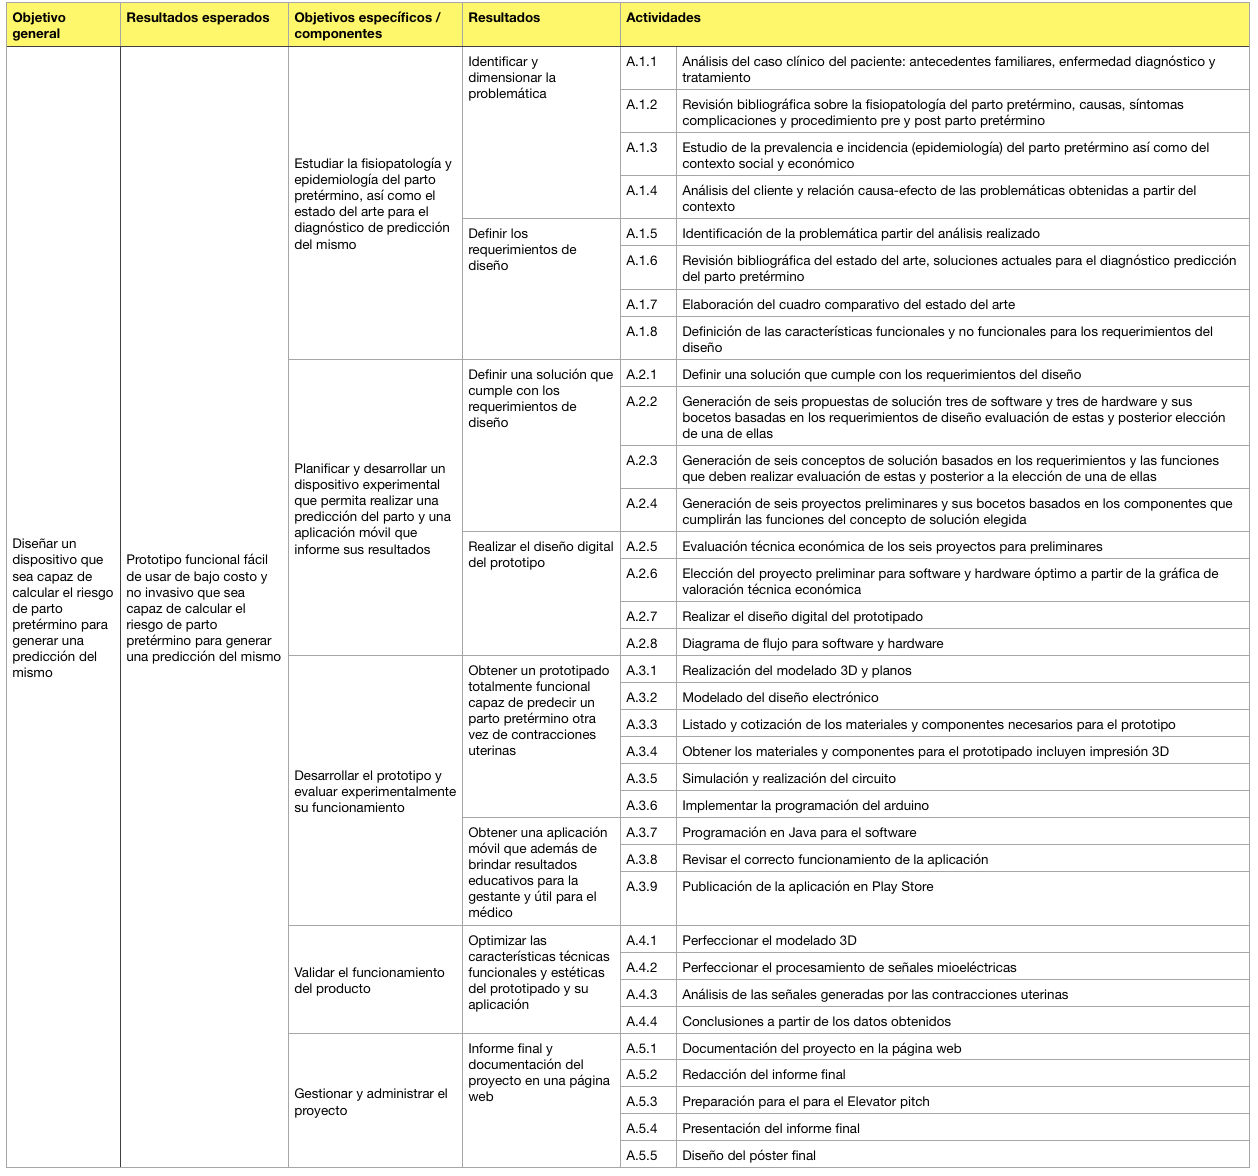 Objetivo
general
Resultados esperados
Objetivos específicos /
componentes
Resultados
Actividades
Diseñar un
dispositivo que
sea capaz de
calcular el riesgo
de parto
pretérmino para
generar una
predicción del
mismo
Prototipo funcional fácil
de usar de bajo costo y
no invasivo que sea
capaz de calcular el
riesgo de parto
pretérmino para generar
una predicción del mismo
Estudiar la fisiopatología y
epidemiología del parto
pretérmino, así como el
estado del arte para el
diagnóstico de predicción
del mismo
Identificar y
dimensionar la
problemática
A.1.1 Análisis del caso clínico del paciente: antecedentes familiares, enfermedad diagnóstico y
tratamiento
A.1.2 Revisión bibliográfica sobre la fisiopatología del parto pretérmino, causas, síntomas
complicaciones y procedimiento pre y post parto pretérmino
A.1.3 Estudio de la prevalencia e incidencia (epidemiología) del parto pretérmino así como del
contexto social y económico
A.1.4 Análisis del cliente y relación causa-efecto de las problemáticas obtenidas a partir del
contexto
Definir los
requerimientos de
diseño
A.1.5 Identificación de la problemática partir del análisis realizado
A.1.6 Revisión bibliográfica del estado del arte, soluciones actuales para el diagnóstico predicción
del parto pretérmino
A.1.7 Elaboración del cuadro comparativo del estado del arte
A.1.8 Definición de las características funcionales y no funcionales para los requerimientos del
diseño
Planificar y desarrollar un
dispositivo experimental
que permita realizar una
predicción del parto y una
aplicación móvil que
informe sus resultados
Definir una solución que
cumple con los
requerimientos de
diseño
A.2.1 Definir una solución que cumple con los requerimientos del diseño
A.2.2 Generación de seis propuestas de solución tres de software y tres de hardware y sus
bocetos basadas en los requerimientos de diseño evaluación de estas y posterior elección
de una de ellas
A.2.3 Generación de seis conceptos de solución basados en los requerimientos y las funciones
que deben realizar evaluación de estas y posterior a la elección de una de ellas
A.2.4 Generación de seis proyectos preliminares y sus bocetos basados en los componentes que
cumplirán las funciones del concepto de solución elegida
Realizar el diseño digital
del prototipo
A.2.5 Evaluación técnica económica de los seis proyectos para preliminares
A.2.6 Elección del proyecto preliminar para software y hardware óptimo a partir de la gráfica de
valoración técnica económica
A.2.7 Realizar el diseño digital del prototipado
A.2.8 Diagrama de flujo para software y hardware
Desarrollar el prototipo y
evaluar experimentalmente
su funcionamiento
Obtener un prototipado
totalmente funcional
capaz de predecir un
parto pretérmino otra
vez de contracciones
uterinas
A.3.1 Realización del modelado 3D y planos
A.3.2 Modelado del diseño electrónico
A.3.3 Listado y cotización de los materiales y componentes necesarios para el prototipo
A.3.4 Obtener los materiales y componentes para el prototipado incluyen impresión 3D
A.3.5 Simulación y realización del circuito
A.3.6 Implementar la programación del arduino
Obtener una aplicación
móvil que además de
brindar resultados
educativos para la
gestante y útil para el
médico
A.3.7 Programación en Java para el software
A.3.8 Revisar el correcto funcionamiento de la aplicación
A.3.9 Publicación de la aplicación en Play Store
Validar el funcionamiento
del producto
Optimizar las
características técnicas
funcionales y estéticas
del prototipado y su
aplicación
A.4.1 Perfeccionar el modelado 3D
A.4.2 Perfeccionar el procesamiento de señales mioeléctricas
A.4.3 Análisis de las señales generadas por las contracciones uterinas
A.4.4 Conclusiones a partir de los datos obtenidos
Gestionar y administrar el
proyecto
Informe final y
documentación del
proyecto en una página
web
A.5.1 Documentación del proyecto en la página web
A.5.2 Redacción del informe final
A.5.3 Preparación para el para el Elevator pitch
A.5.4 Presentación del informe final
A.5.5 Diseño del póster final